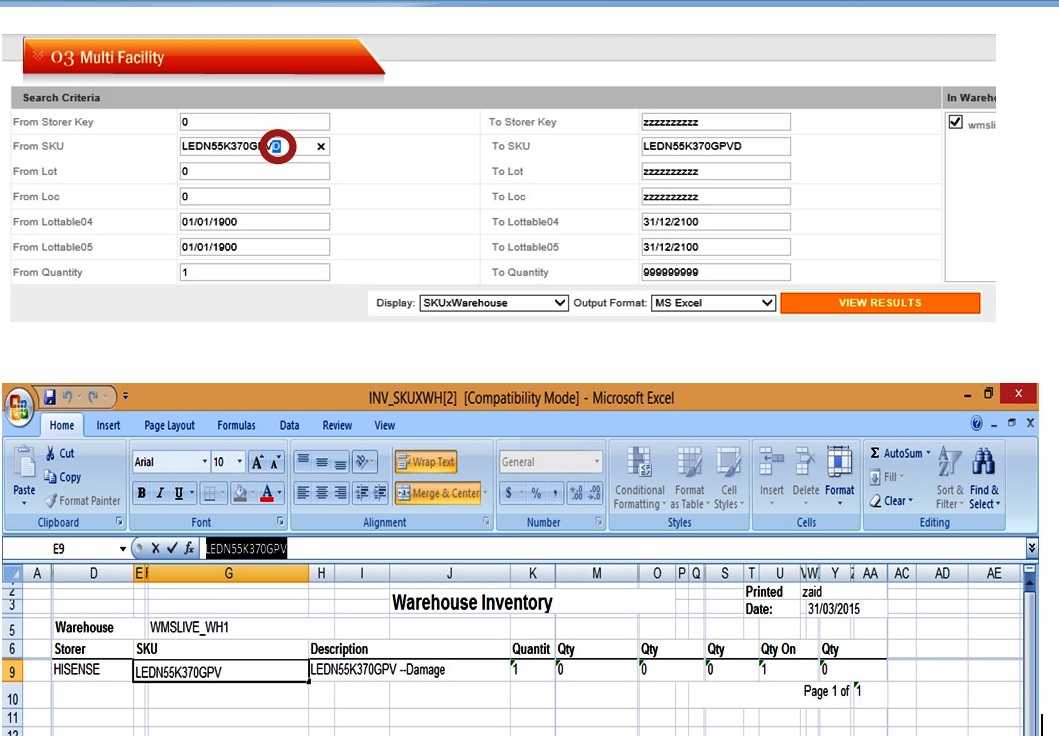 03 Multi Facility
Search Criteria In Wareho
From Storer Key 0 To Storer Key zzzzzzzzzz wmsli
From SKU LEDN55K370GPVD x To SKU LEDN55K370GPVD
From Lot 0 To Lot zzzzzzzzzz
From Loc 0 To Loc zzzzzzzzzz
From Lottable04 01/01/1900 To Lottable04 31/12/2100
From Lottable05 01/01/1900 To Lottable05 31/12/2100
From Quantity 1 To Quantity 999999999
Display: SKUxWarehouse Output Format: MS Excel VIEW RESULTS
INV_SKUXWH[2] [Compatibility Mode] - Microsoft Excel
Home Insert Page Layout Formulas Data Review View
Paste Cut Copy Format Painter
Clipboard
Arial 10 A A
B I U A
Font
Wrap Text
Merge & Center
Alignment
General
$ % ,
Number
Conditional Formatting Format as Table Cell Styles
Styles
Insert Delete Format
Cells
Σ AutoSum
Fill
Clear
Sort & Filter Find & Select
Editing
E9 fx LEDN55K370GPV
A D E F G H I J K M O P Q S T U V W Y Z AA AC AD AE
2 Printed zaid
3 Warehouse Inventory Date: 31/03/2015
5 Warehouse WMSLIVE_WH1
6 Storer SKU Description Quantit Qty Qty Qty Qty On Qty
9 HISENSE LEDN55K370GPV LEDN55K370GPV --Damage 1 0 0 0 1 0
10 Page 1 of 1
11
12